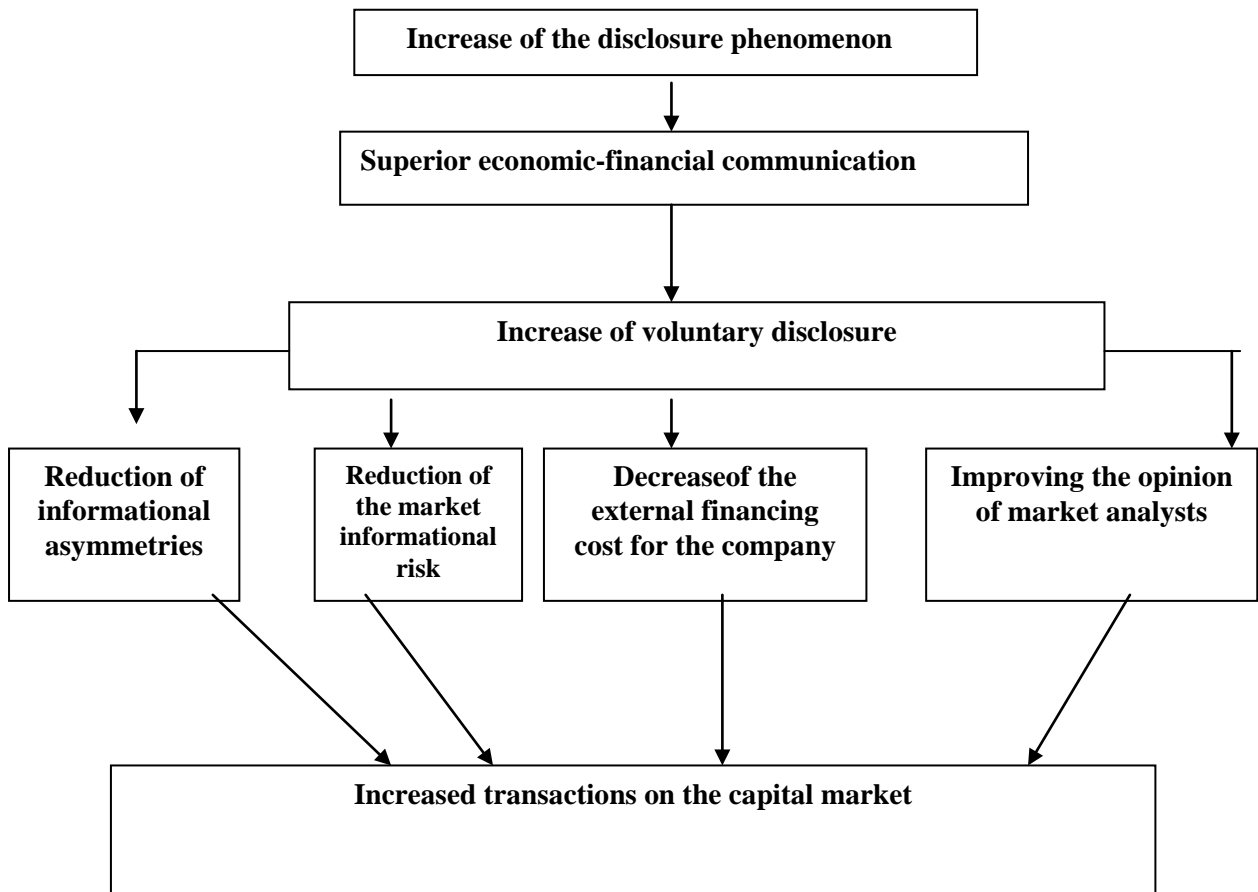 Increase of the disclosure phenomenon
Superior economic-financial communication
Increase of voluntary disclosure
Reduction of
informational
asymmetries
Reduction of
the market
informational
risk
Decreaseof the
external financing
cost for the company
Improving the opinion
of market analysts
Increased transactions on the capital market